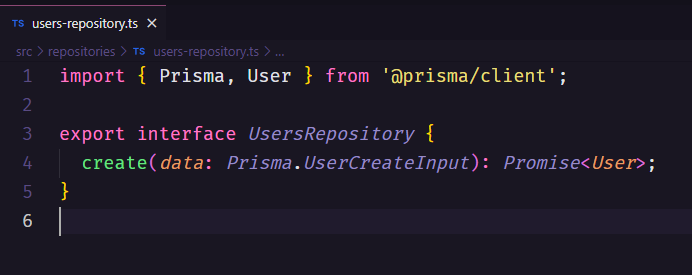 TS users-repository.ts ×
src > repositories > TS users-repository.ts > ...
1 import { Prisma, User } from '@prisma/client';
2
3 export interface UsersRepository {
4 create(data: Prisma.UserCreateInput): Promise<User>;
5 }
6